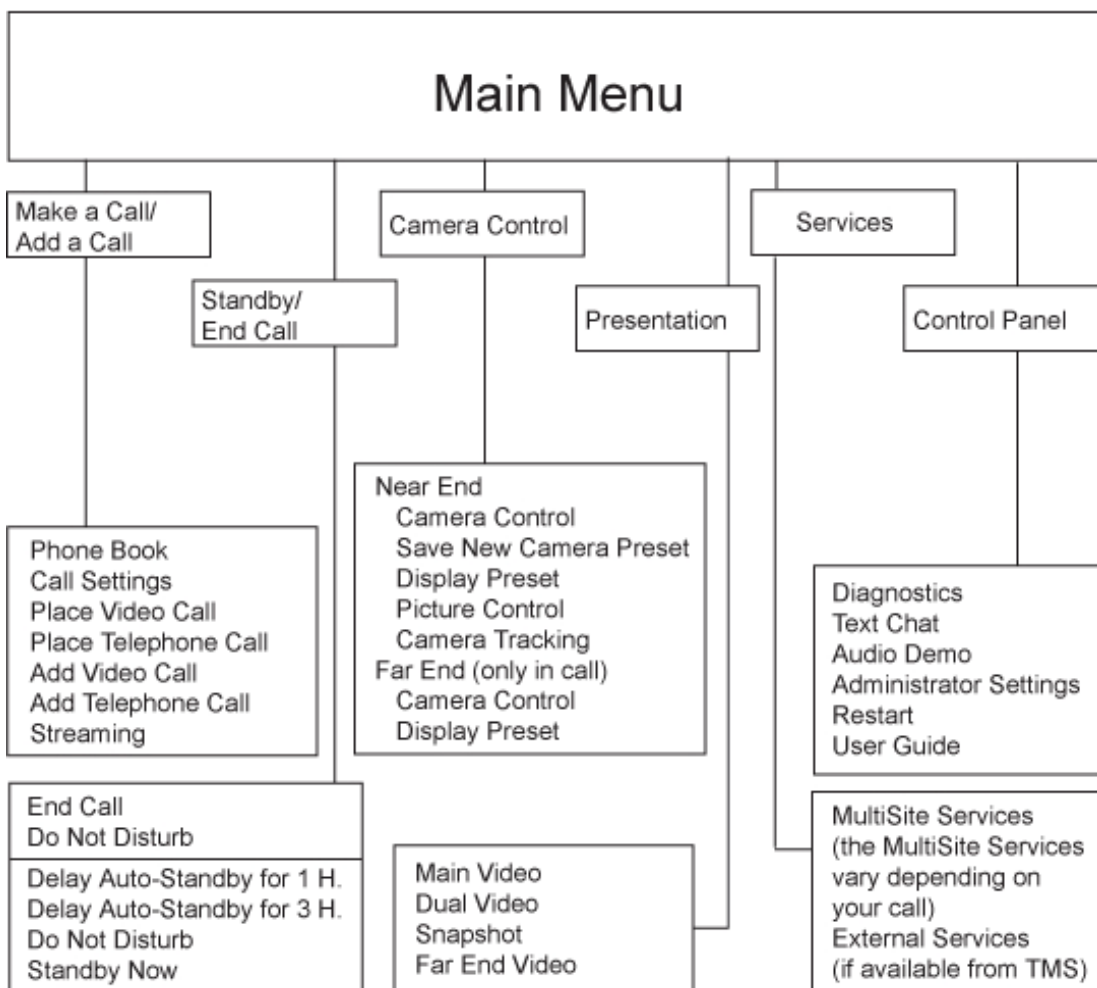 Main Menu
Make a Call/
Add a Call
Standby/
End Call
Camera Control
Presentation
Services
Control Panel
Phone Book
Call Settings
Place Video Call
Place Telephone Call
Add Video Call
Add Telephone Call
Streaming
End Call
Do Not Disturb
Delay Auto-Standby for 1 H.
Delay Auto-Standby for 3 H.
Do Not Disturb
Standby Now
Near End
Camera Control
Save New Camera Preset
Display Preset
Picture Control
Camera Tracking
Far End (only in call)
Camera Control
Display Preset
Main Video
Dual Video
Snapshot
Far End Video
Diagnostics
Text Chat
Audio Demo
Administrator Settings
Restart
User Guide
MultiSite Services
(the MultiSite Services
vary depending on
your call)
External Services
(if available from TMS)